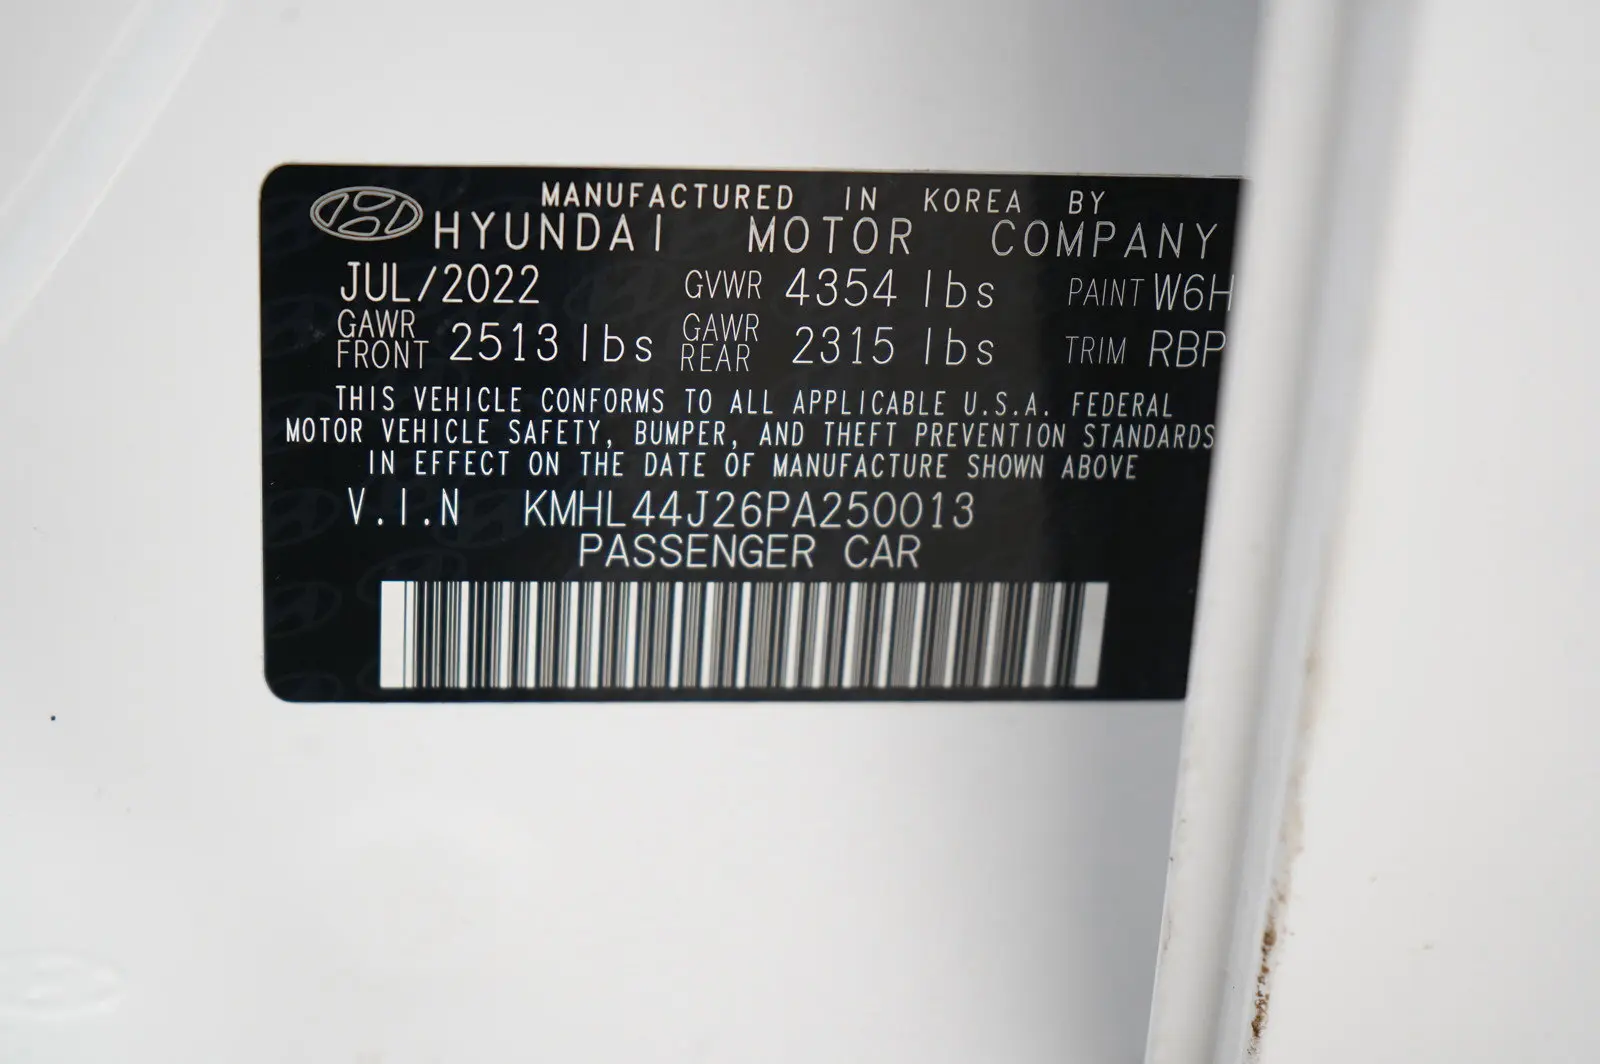 MANUFACTURED IN KOREA BY
HYUNDAI MOTOR COMPANY
JUL/2022 GVWR 4354 lbs PAINT W6H
GAWR FRONT 2513 lbs GAWR REAR 2315 lbs TRIM RBP
THIS VEHICLE CONFORMS TO ALL APPLICABLE U.S.A. FEDERAL
MOTOR VEHICLE SAFETY, BUMPER, AND THEFT PREVENTION STANDARDS
IN EFFECT ON THE DATE OF MANUFACTURE SHOWN ABOVE
V.I.N KMHL44J26PA250013
PASSENGER CAR